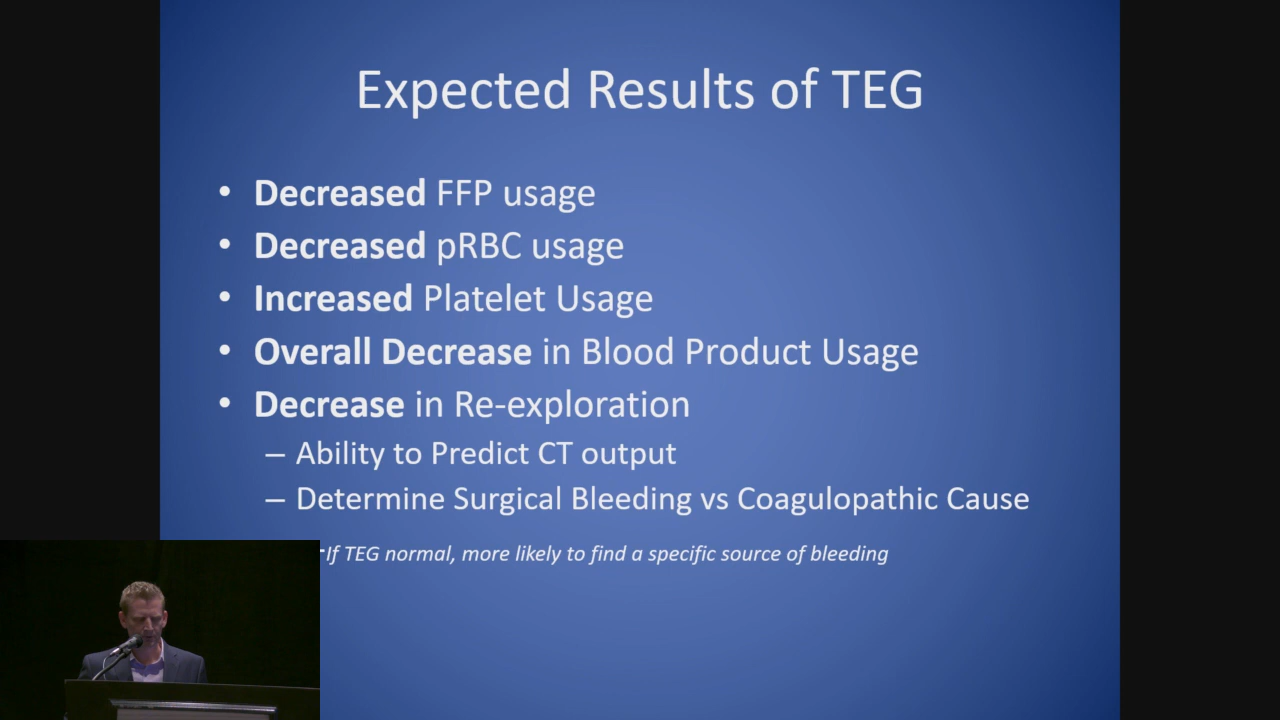 Expected Results of TEG
• Decreased FFP usage
• Decreased pRBC usage
• Increased Platelet Usage
• Overall Decrease in Blood Product Usage
• Decrease in Re-exploration
– Ability to Predict CT output
– Determine Surgical Bleeding vs Coagulopathic Cause
-If TEG normal, more likely to find a specific source of bleeding